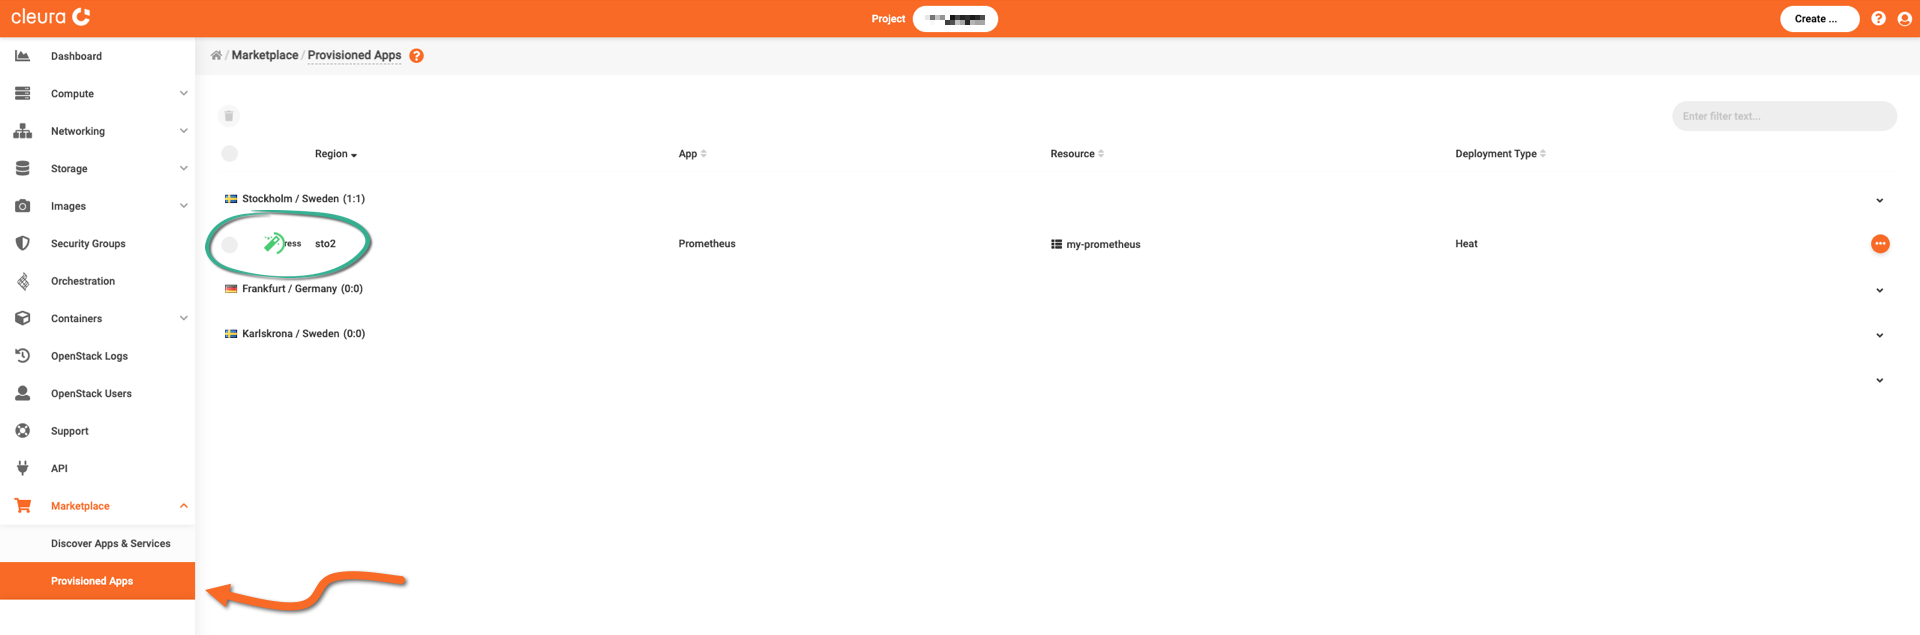 cleura
Project
Create ...
Dashboard
Compute
Networking
Storage
Images
Security Groups
Orchestration
Containers
OpenStack Logs
OpenStack Users
Support
API
Marketplace
Discover Apps & Services
Provisioned Apps
/ Marketplace / Provisioned Apps ?
Enter filter text...
Region App Resource Deployment Type
Stockholm / Sweden (1:1)
ress sto2 Prometheus my-prometheus Heat
Frankfurt / Germany (0:0)
Karlskrona / Sweden (0:0)